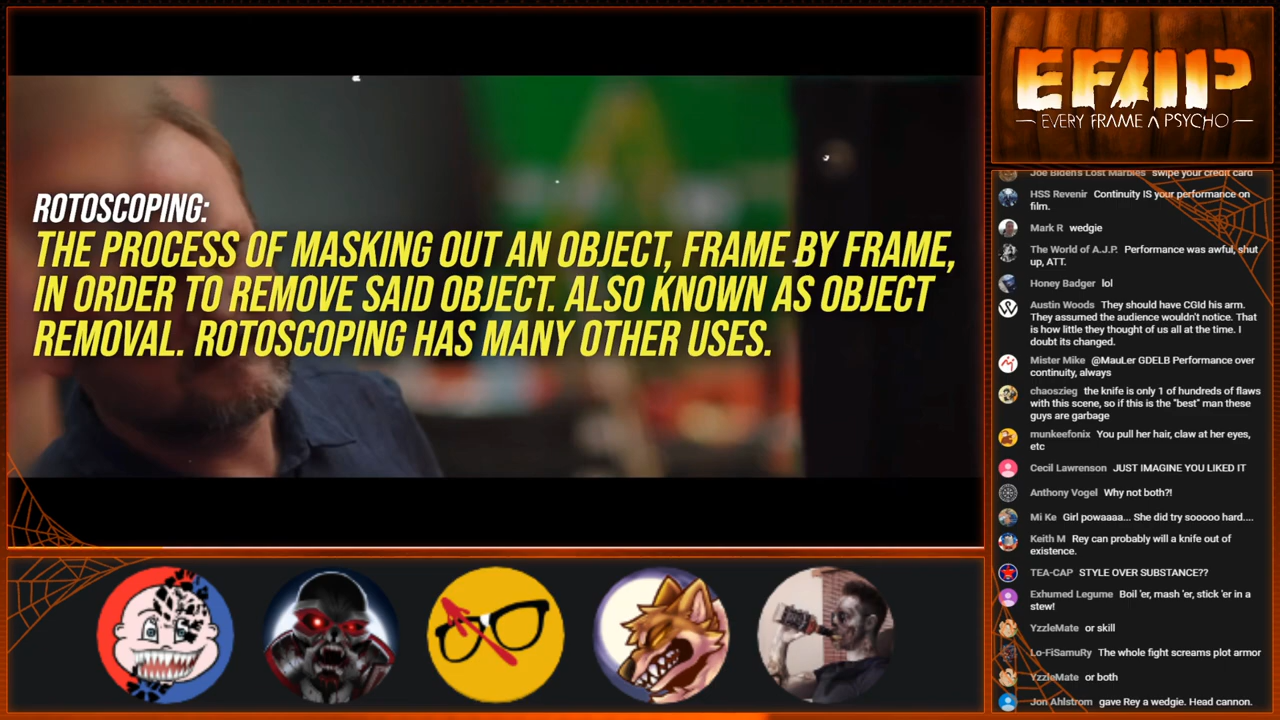 ROTOSCOPING:
THE PROCESS OF MASKING OUT AN OBJECT, FRAME BY FRAME,
IN ORDER TO REMOVE SAID OBJECT. ALSO KNOWN AS OBJECT
REMOVAL. ROTOSCOPING HAS MANY OTHER USES.
EFAP
EVERY FRAME A PSYCHO
Joe Biden's Lost Marbles swipe your credit card
HSS Revenir Continuity IS your performance on
film.
Mark R wedgie
The World of A.J.P. Performance was awful, shut
up, ATT.
Honey Badger lol
Austin Woods They should have CGId his arm.
They assumed the audience wouldn't notice. That
is how little they thought of us all at the time. I
doubt its changed.
Mister Mike @MauLer GDELB Performance over
continuity, always
chaoszieg the knife is only 1 of hundreds of flaws
with this scene, so if this is the "best" man these
guys are garbage
munkeefonix You pull her hair, claw at her eyes,
etc
Cecil Lawrenson JUST IMAGINE YOU LIKED IT
Anthony Vogel Why not both?!
Mi Ke Girl powaaaa... She did try sooooo hard....
Keith M Rey can probably will a knife out of
existence.
TEA-CAP STYLE OVER SUBSTANCE??
Exhumed Legume Boil 'er, mash 'er, stick 'er in a
stew!
YzzleMate or skill
Lo-FiSamuRy The whole fight screams plot armor
YzzleMate or both
Jon Ahlstrom gave Rey a wedgie. Head cannon.